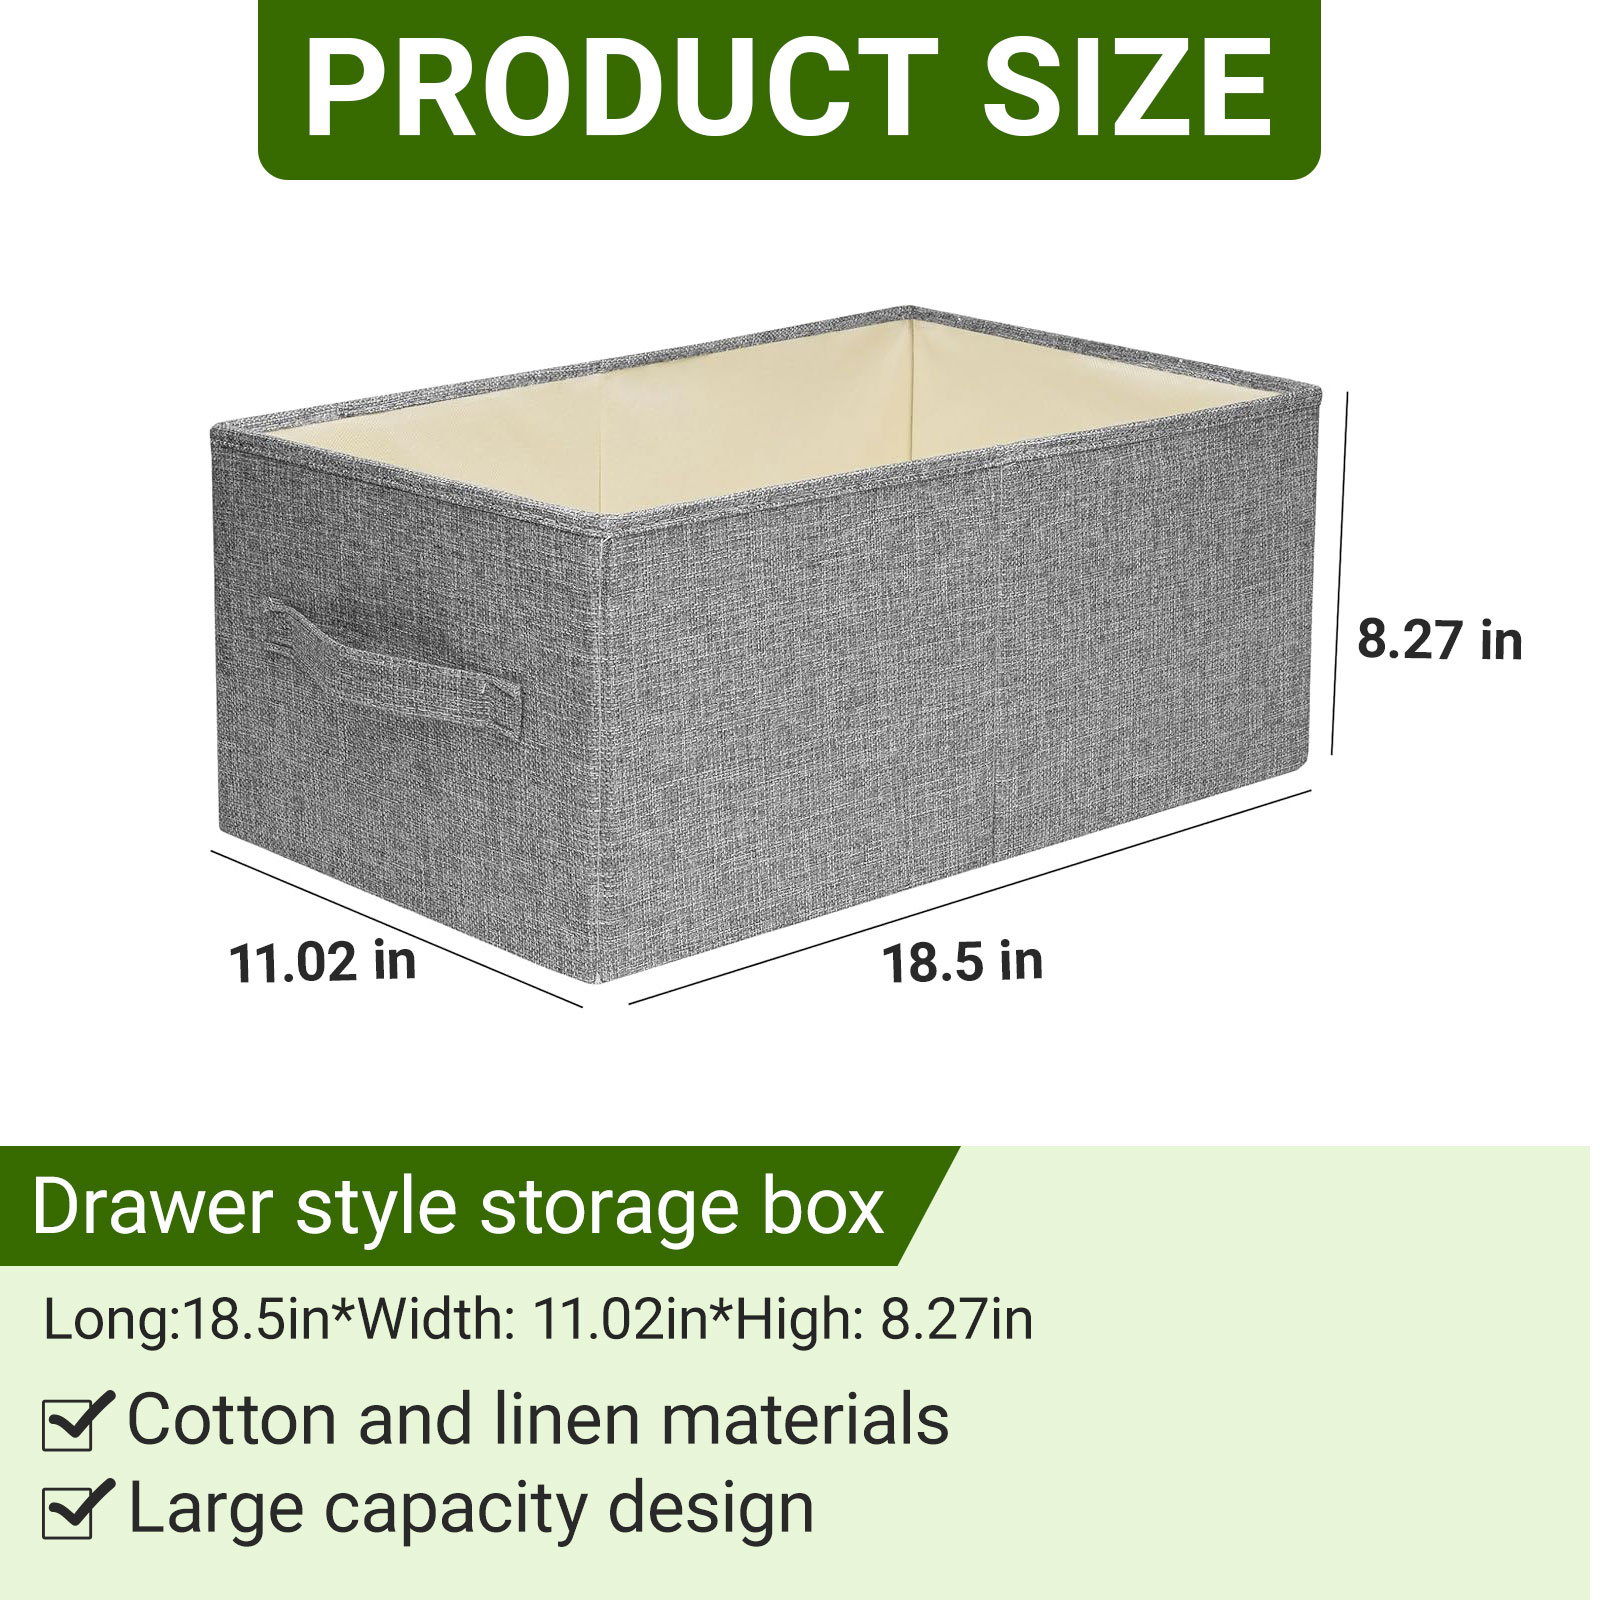 PRODUCT SIZE
8.27 in
11.02 in
18.5 in
Drawer style storage box
Long:18.5in*Width: 11.02in*High: 8.27in
Cotton and linen materials
Large capacity design